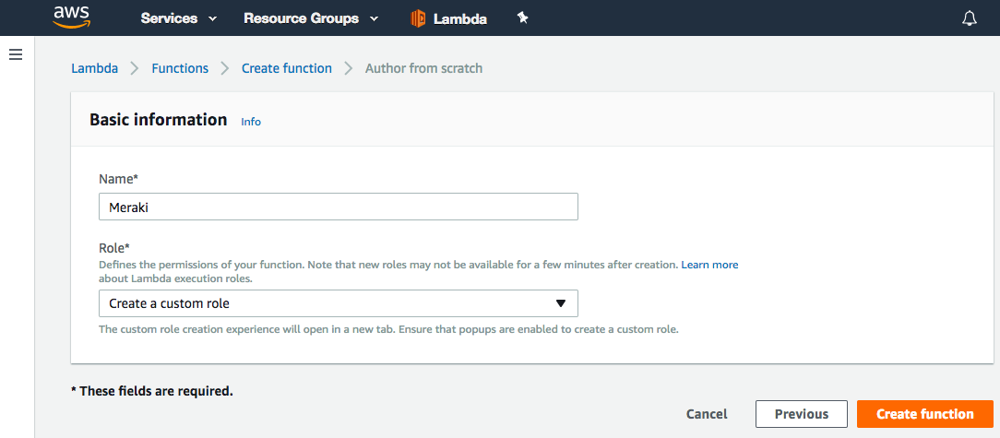 aws Services Resource Groups Lambda
Lambda Functions Create function Author from scratch
Basic information Info
Name*
Meraki
Role*
Defines the permissions of your function. Note that new roles may not be available for a few minutes after creation. Learn more
about Lambda execution roles.
Create a custom role
The custom role creation experience will open in a new tab. Ensure that popups are enabled to create a custom role.
* These fields are required.
Cancel Previous Create function